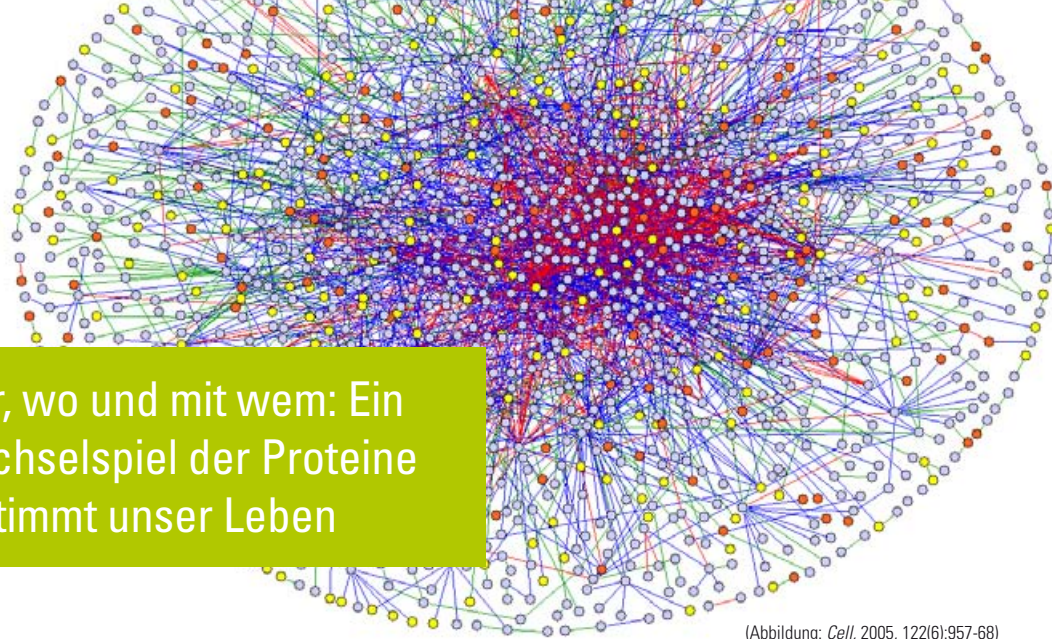 r, wo und mit wem: Ein
chselspiel der Proteine
timmt unser Leben
(Abbildung: Cell. 2005. 122(6):957-68)